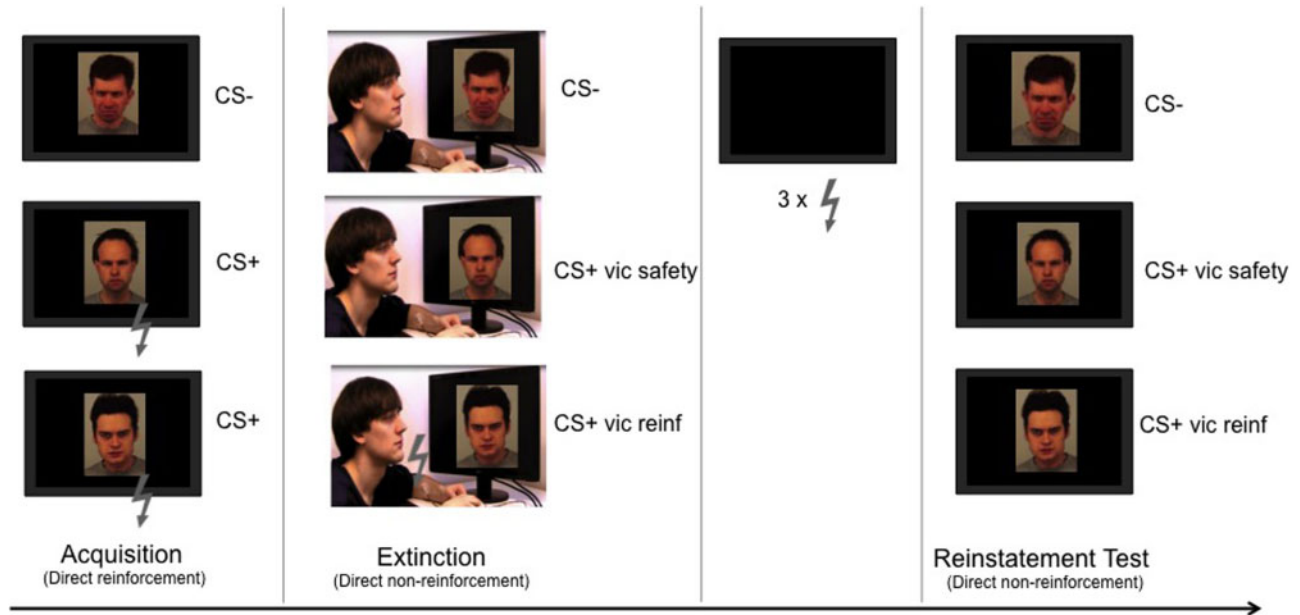 CS-
CS+
CS+
Acquisition
(Direct reinforcement)
CS-
CS+ vic safety
CS+ vic reinf
Extinction
(Direct non-reinforcement)
3 x
CS-
CS+ vic safety
CS+ vic reinf
Reinstatement Test
(Direct non-reinforcement)